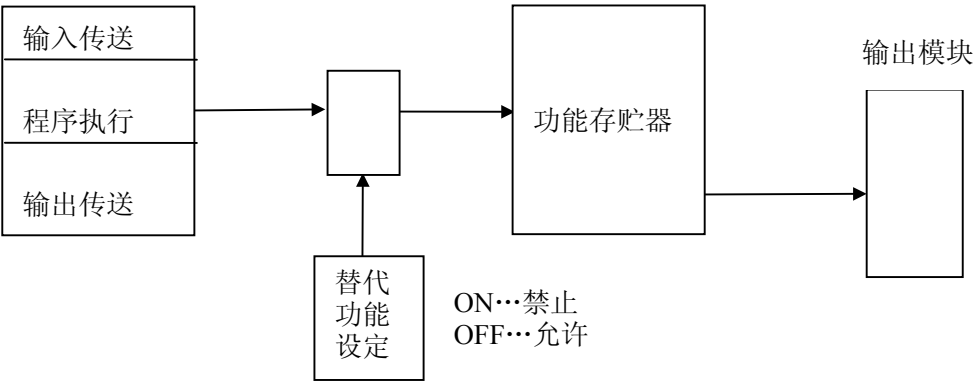 输入传送
程序执行
输出传送
功能存贮器
输出模块
替代
功能
设定
ON…禁止
OFF…允许